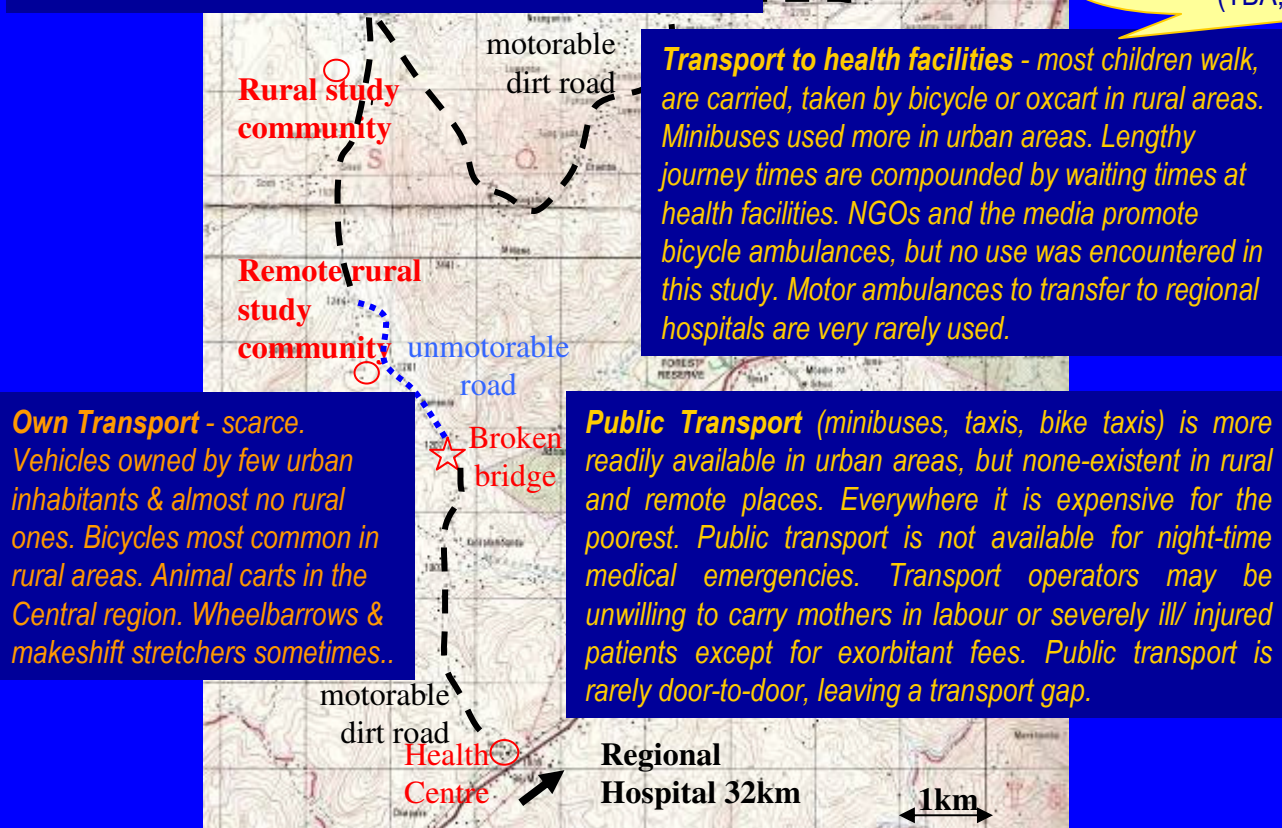 (TBA,
motorable
dirt road
Transport to health facilities - most children walk,
are carried, taken by bicycle or oxcart in rural areas.
Minibuses used more in urban areas. Lengthy
journey times are compounded by waiting times at
health facilities. NGOs and the media promote
bicycle ambulances, but no use was encountered in
this study. Motor ambulances to transfer to regional
hospitals are very rarely used.
Rural study
community
S
Remote rural
study
community
unmotorable
road
FOREST
RESERVE
Own Transport - scarce.
Vehicles owned by few urban
inhabitants & almost no rural
ones. Bicycles most common in
rural areas. Animal carts in the
Central region. Wheelbarrows &
makeshift stretchers sometimes..
Broken
bridge
Public Transport (minibuses, taxis, bike taxis) is more
readily available in urban areas, but none-existent in rural
and remote places. Everywhere it is expensive for the
poorest. Public transport is not available for night-time
medical emergencies. Transport operators may be
unwilling to carry mothers in labour or severely ill/ injured
patients except for exorbitant fees. Public transport is
rarely door-to-door, leaving a transport gap.
motorable
dirt road
Health
Centre
Regional
Hospital 32km
1km